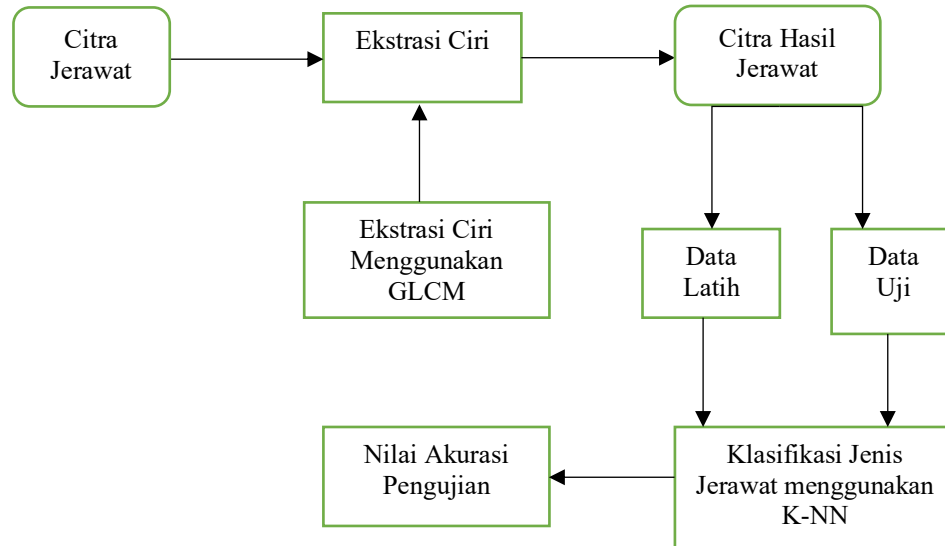 Citra
Jerawat
Ekstrasi Ciri
Citra Hasil
Jerawat
Ekstrasi Ciri
Menggunakan
GLCM
Data
Latih
Data
Uji
Nilai Akurasi
Pengujian
Klasifikasi Jenis
Jerawat menggunakan
K-NN